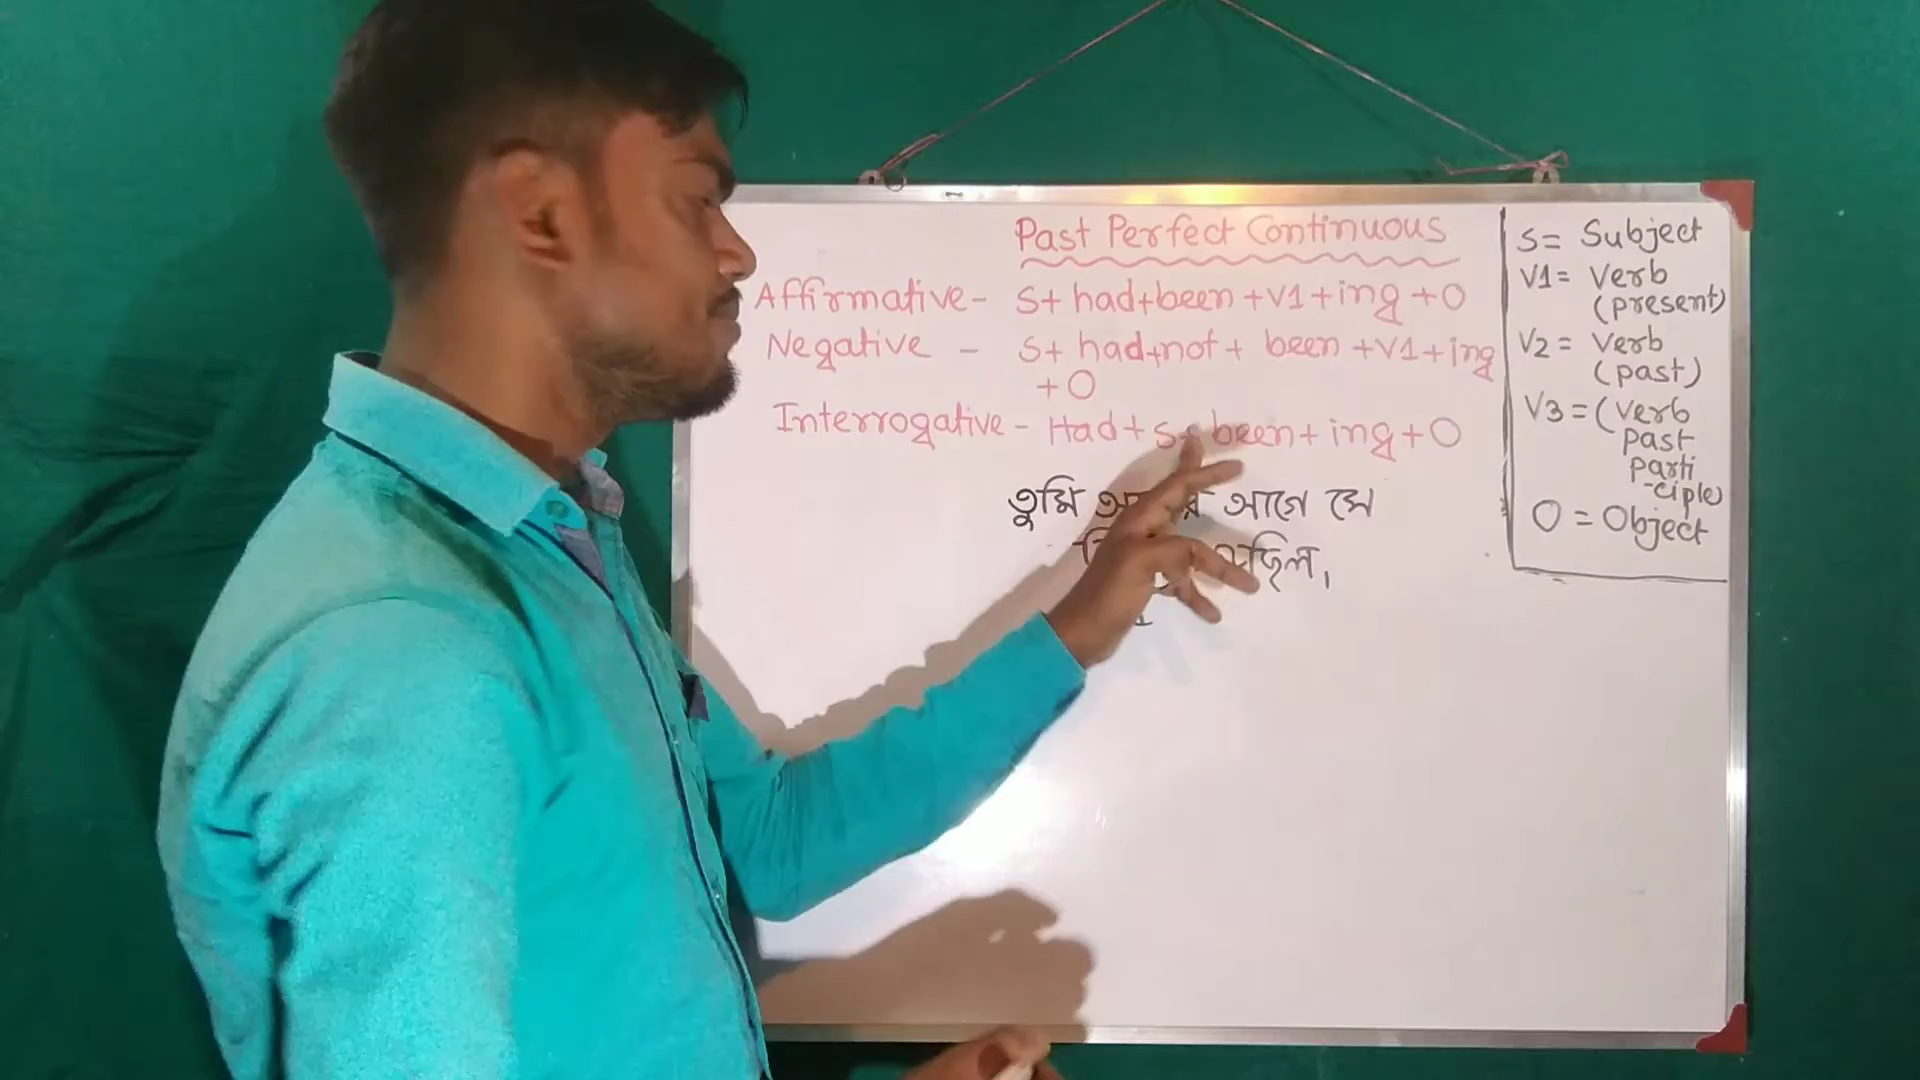 Past Perfect Continuous
Affirmative - S+ had+been +V1+ing+O
Negative - S+ had+not+ been +V1+ing
+O
Interrogative - Had+S+been+ing+O
তুমি আগে সে
S= Subject
V1= Verb
(present)
V2= Verb
(past)
V3=(verb
past
parti
-ciple)
O = Object